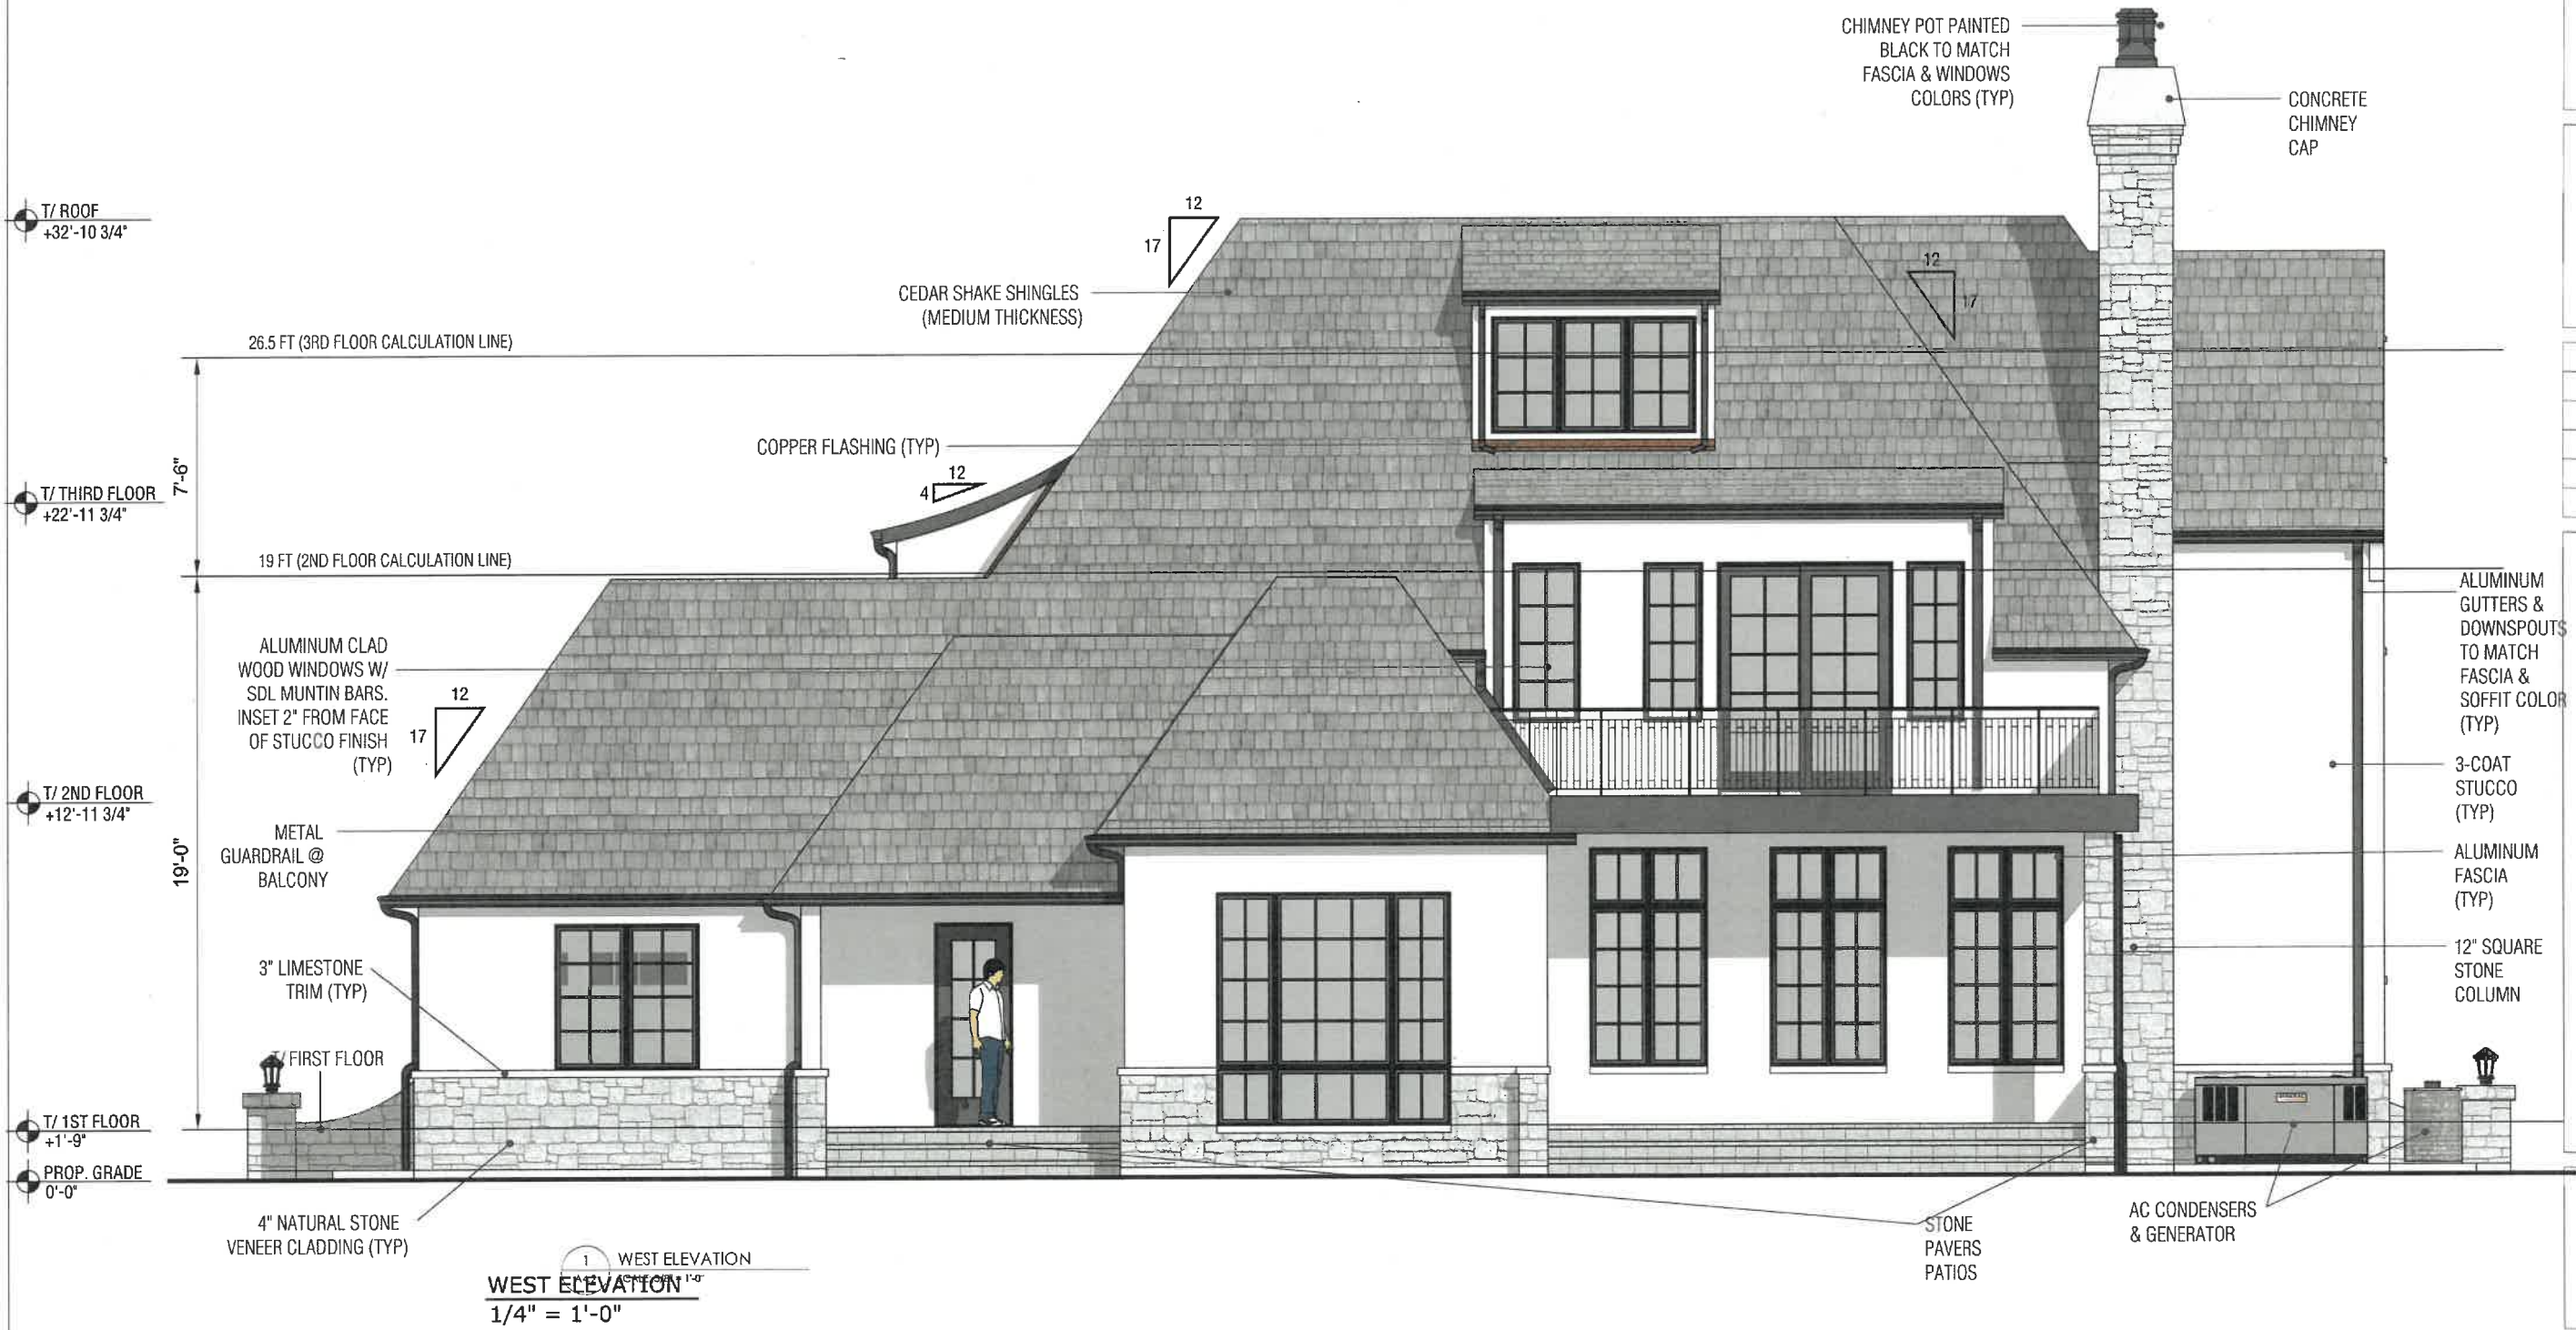 CHIMNEY POT PAINTED
BLACK TO MATCH
FASCIA & WINDOWS
COLORS (TYP)
CONCRETE
CHIMNEY
CAP
T/ ROOF
+32'-10 3/4"
12
17
12
17
CEDAR SHAKE SHINGLES
(MEDIUM THICKNESS)
26.5 FT (3RD FLOOR CALCULATION LINE)
COPPER FLASHING (TYP)
12
4
7'-6"
T/ THIRD FLOOR
+22'-11 3/4"
19 FT (2ND FLOOR CALCULATION LINE)
ALUMINUM
GUTTERS &
DOWNSPOUTS
TO MATCH
FASCIA &
SOFFIT COLOR
(TYP)
ALUMINUM CLAD
WOOD WINDOWS W/
SDL MUNTIN BARS.
INSET 2" FROM FACE
OF STUCCO FINISH
(TYP)
12
17
3-COAT
STUCCO
(TYP)
T/ 2ND FLOOR
+12'-11 3/4"
METAL
GUARDRAIL @
BALCONY
19'-0"
ALUMINUM
FASCIA
(TYP)
12" SQUARE
STONE
COLUMN
3" LIMESTONE
TRIM (TYP)
T/ FIRST FLOOR
T/ 1ST FLOOR
+1'-9"
PROP. GRADE
0'-0"
4" NATURAL STONE
VENEER CLADDING (TYP)
STONE
PAVERS
PATIOS
AC CONDENSERS
& GENERATOR
1
WEST ELEVATION
WEST ELEVATION
1/4" = 1'-0"